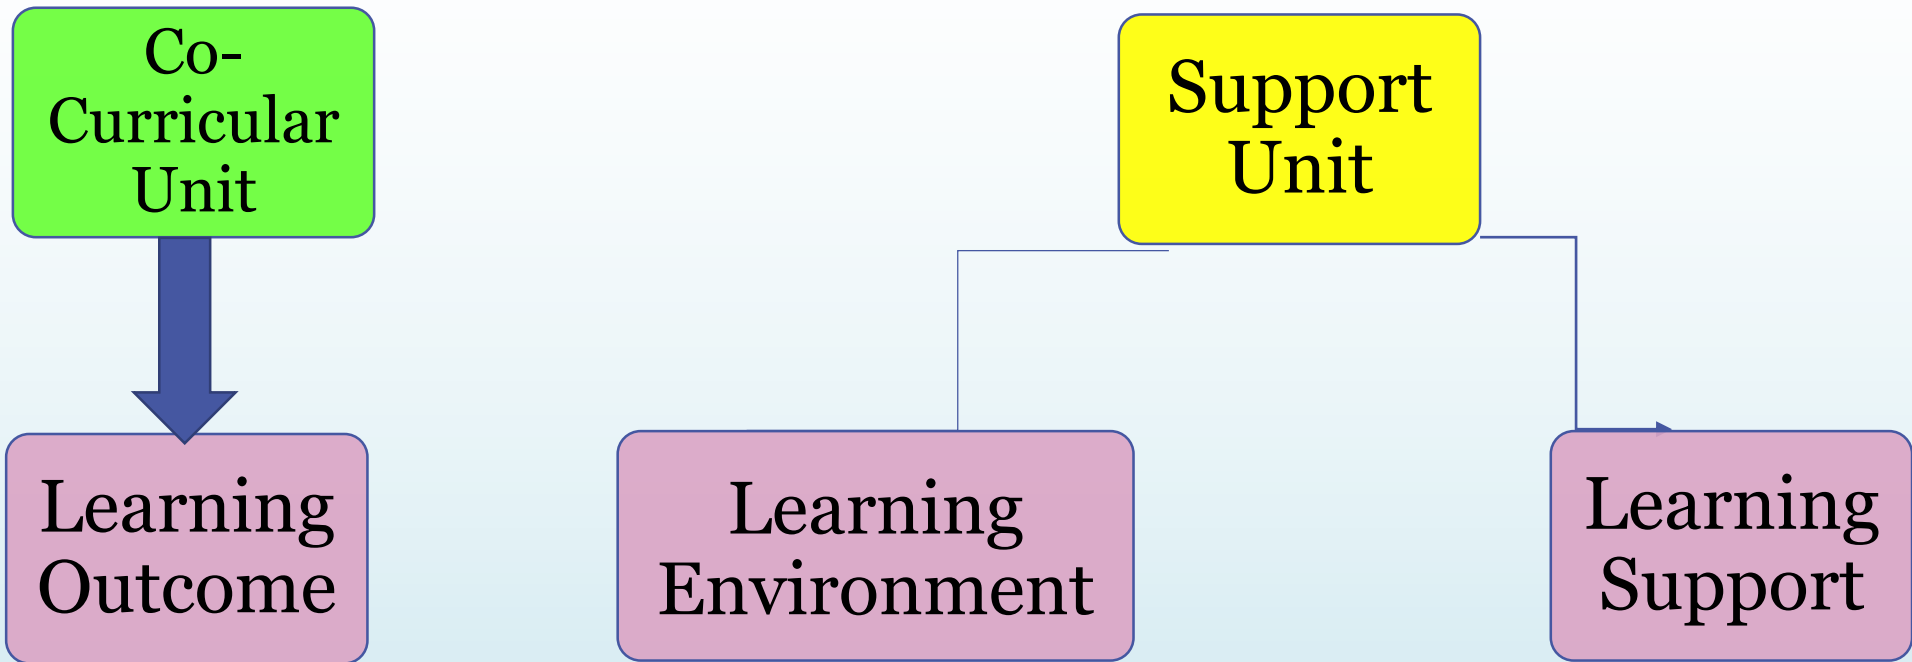 Co-
Curricular
Unit
Support
Unit
Learning
Outcome
Learning
Environment
Learning
Support